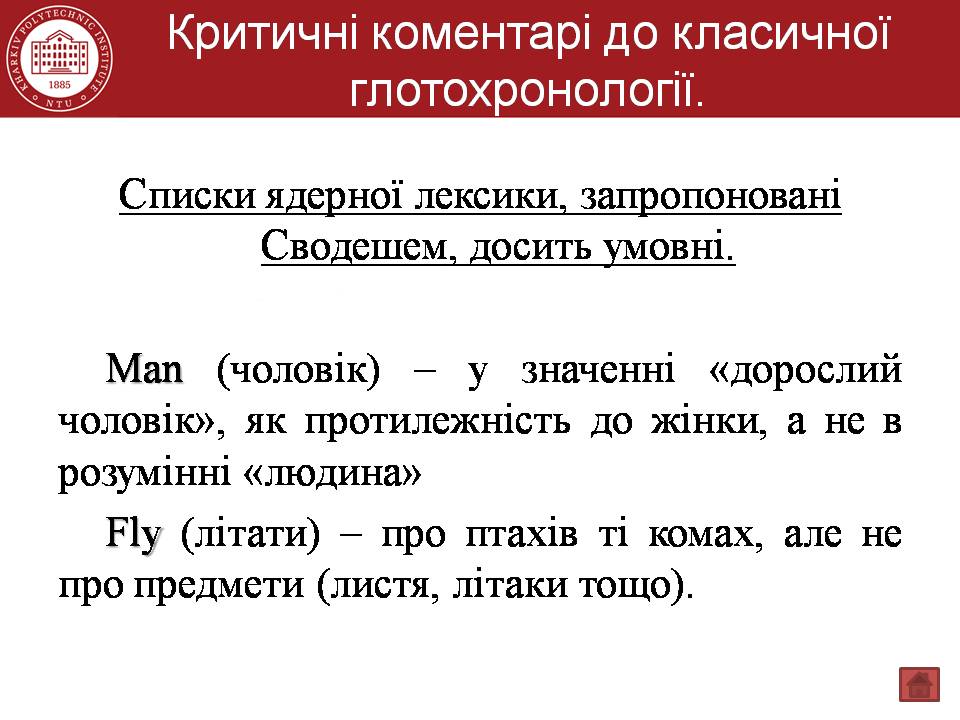 KHARKIV POLYTECHNIC INSTITUTE
1885
NTU
Критичні коментарі до класичної
глотохронології.
Списки ядерної лексики, запропоновані
Сводешем, досить умовні.
Man (чоловік) – у значенні «дорослий
чоловік», як протилежність до жінки, а не в
розумінні «людина»
Fly (літати) – про птахів ті комах, але не
про предмети (листя, літаки тощо).